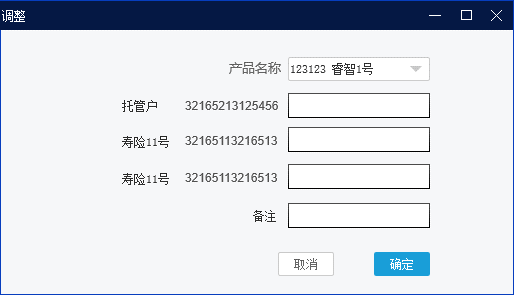 调整
产品名称 123123 睿智1号
托管户 32165213125456
寿险11号 32165113216513
寿险11号 32165113216513
备注
取消 确定